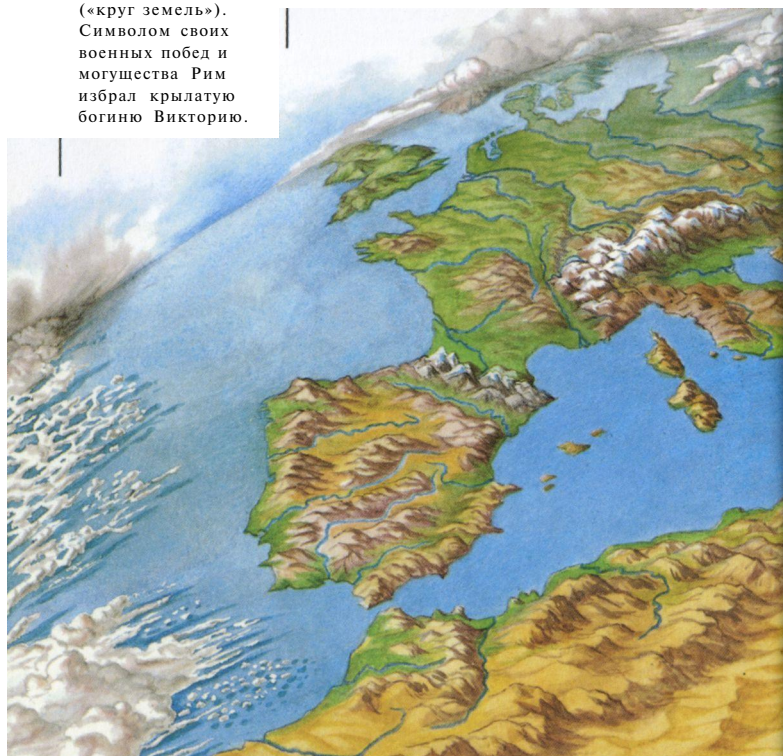 («круг земель»).
Символом своих
военных побед и
могущества Рим
избрал крылатую
богиню Викторию.